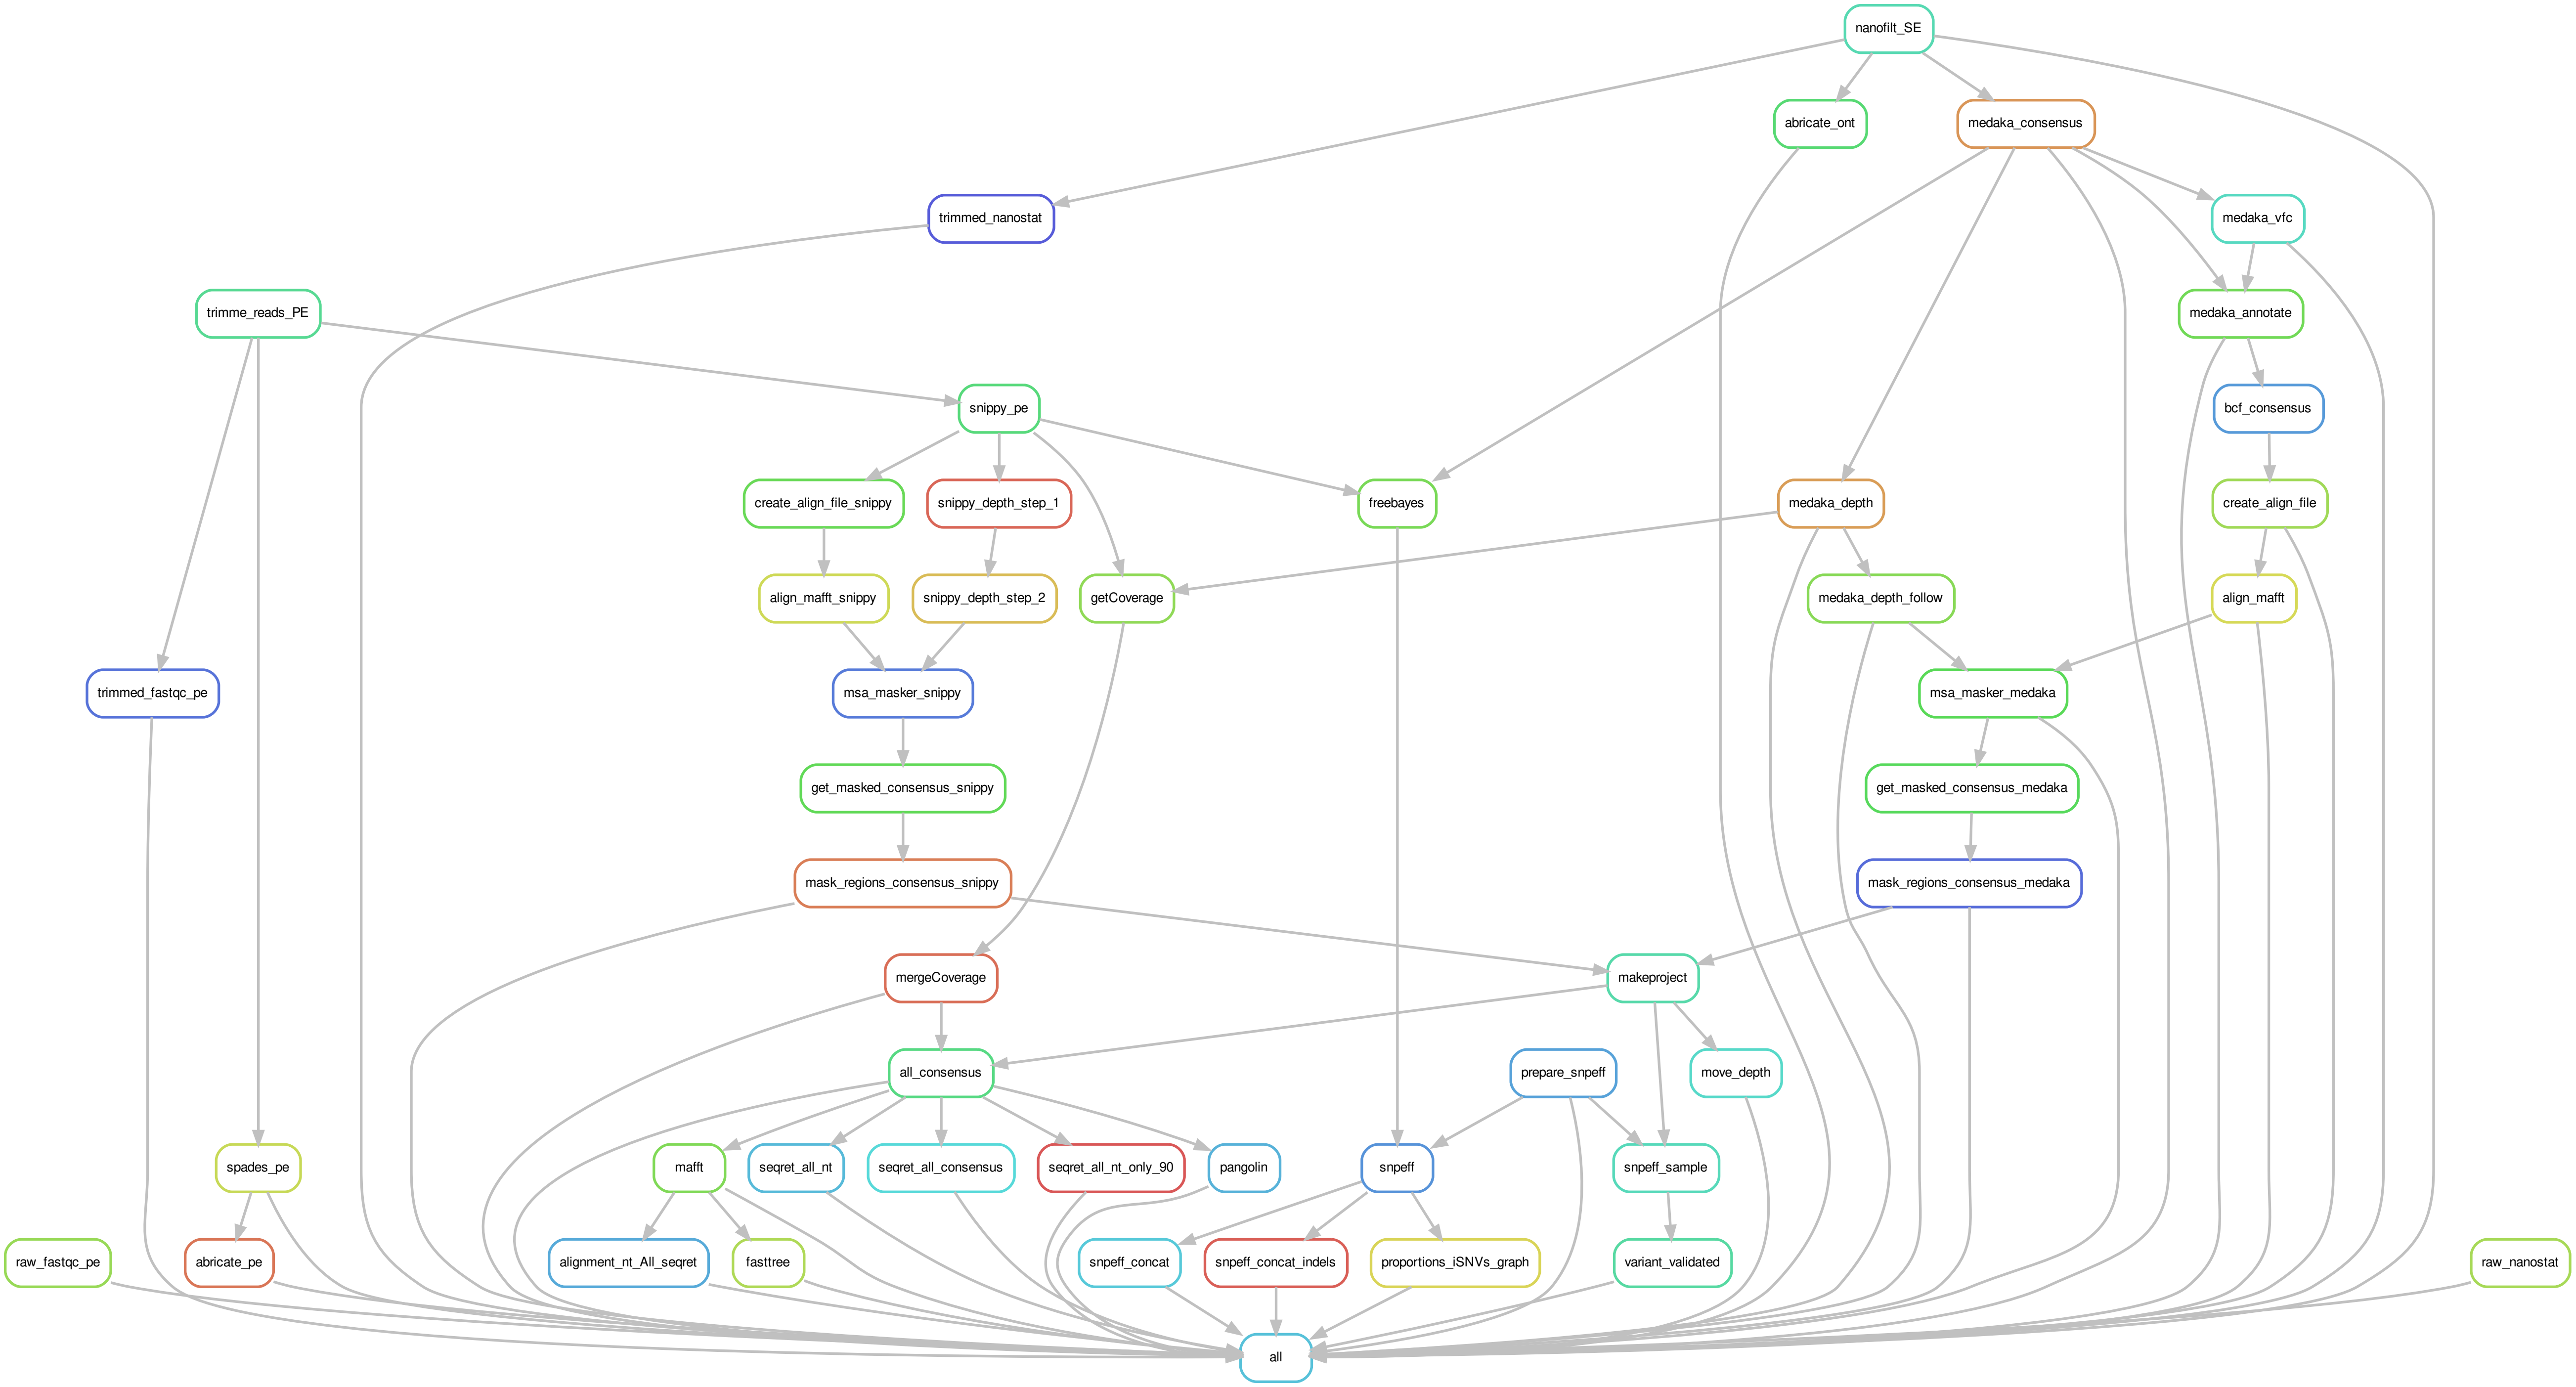 nanofilt_SE
abricate_ont
medaka_consensus
trimmed_nanostat
medaka_vfc
trimme_reads_PE
medaka_annotate
snippy_pe
bcf_consensus
create_align_file_snippy
snippy_depth_step_1
freebayes
medaka_depth
create_align_file
align_mafft_snippy
snippy_depth_step_2
getCoverage
medaka_depth_follow
align_mafft
trimmed_fastqc_pe
msa_masker_snippy
msa_masker_medaka
get_masked_consensus_snippy
get_masked_consensus_medaka
mask_regions_consensus_snippy
mask_regions_consensus_medaka
mergeCoverage
makeproject
all_consensus
prepare_snpeff
move_depth
spades_pe
mafft
seqret_all_nt
seqret_all_consensus
seqret_all_nt_only_90
pangolin
snpeff
snpeff_sample
raw_fastqc_pe
abricate_pe
alignment_nt_All_seqret
fasttree
snpeff_concat
snpeff_concat_indels
proportions_iSNVs_graph
variant_validated
raw_nanostat
all